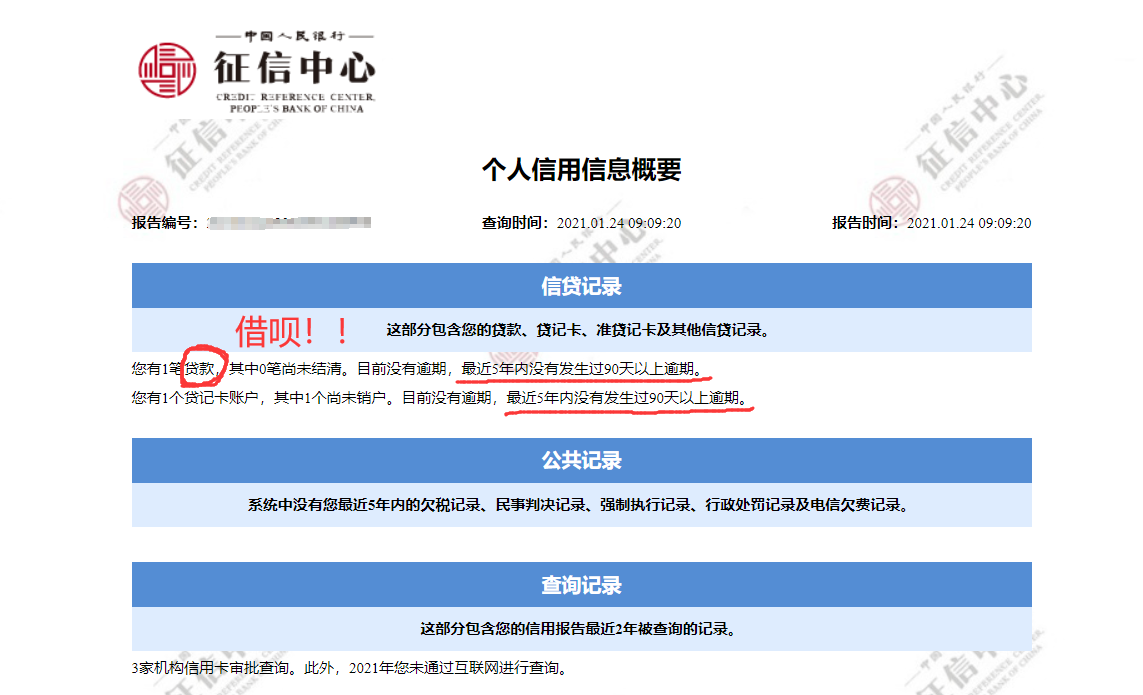 中国人民银行
征信中心
CREDIT REFERENCE CENTER,
PEOPLE'S BANK OF CHINA
个人信用信息概要
报告编号：
查询时间：2021.01.24 09:09:20
报告时间：2021.01.24 09:09:20
信贷记录
借呗！！
这部分包含您的贷款、贷记卡、准贷记卡及其他信贷记录。
您有1笔贷款，其中0笔尚未结清。目前没有逾期，最近5年内没有发生过90天以上逾期。
您有1个贷记卡账户，其中1个尚未销户。目前没有逾期，最近5年内没有发生过90天以上逾期。
公共记录
系统中没有您最近5年内的欠税记录、民事判决记录、强制执行记录、行政处罚记录及电信欠费记录。
查询记录
这部分包含您的信用报告最近2年被查询的记录。
3家机构信用卡审批查询。此外，2021年您未通过互联网进行查询。